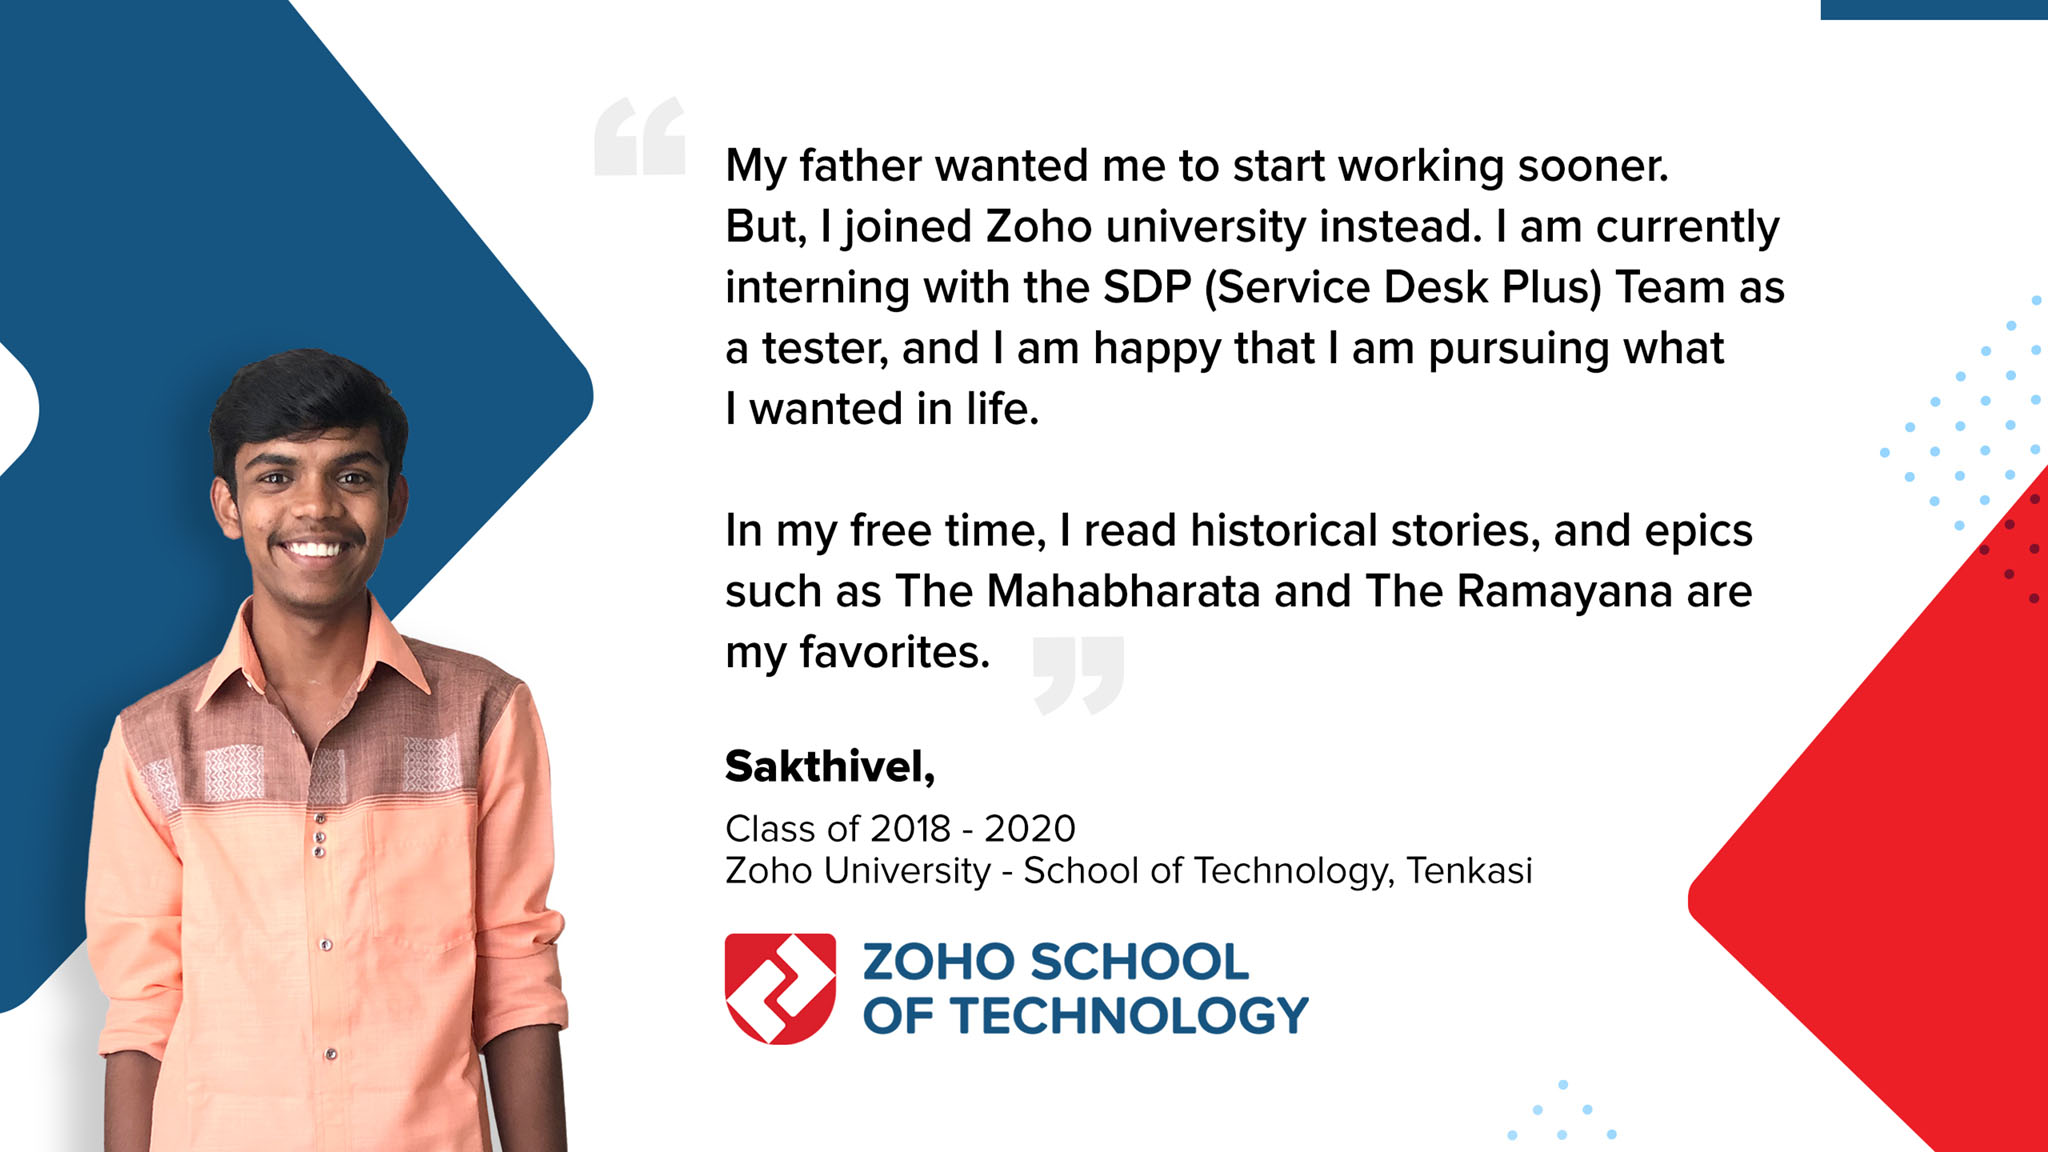 My father wanted me to start working sooner.
But, I joined Zoho university instead. I am currently
interning with the SDP (Service Desk Plus) Team as
a tester, and I am happy that I am pursuing what
I wanted in life.
In my free time, I read historical stories, and epics
such as The Mahabharata and The Ramayana are
my favorites.
Sakthivel,
Class of 2018 - 2020
Zoho University - School of Technology, Tenkasi
ZOHO SCHOOL
OF TECHNOLOGY